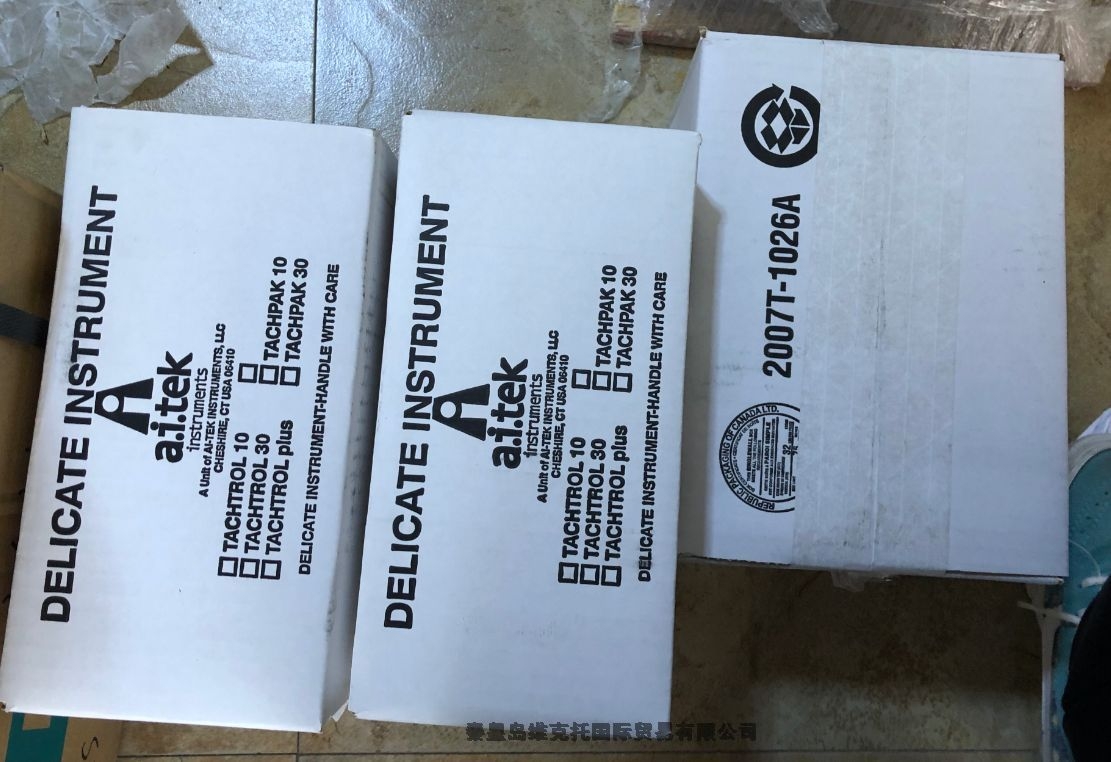 DELICATE INSTRUMENT
a.i.tek
instruments
A Unit of AI-TEK INSTRUMENTS, LLC
CHESHIRE, CT USA 06410
TACHTROL 10
TACHTROL 30
TACHPAK 10
TACHTROL plus
TACHPAK 30
DELICATE INSTRUMENT-HANDLE WITH CARE
DELICATE INSTRUMENT
a.i.tek
instruments
A Unit of AI-TEK INSTRUMENTS, LLC
CHESHIRE, CT USA 06410
TACHTROL 10
TACHTROL 30
TACHPAK 10
TACHTROL plus
TACHPAK 30
DELICATE INSTRUMENT-HANDLE WITH CARE
2007T-1026A
REPUBLIC PACKAGING OF CANADA LTD.
32
S
秦皇岛维克托国际贸易有限公司